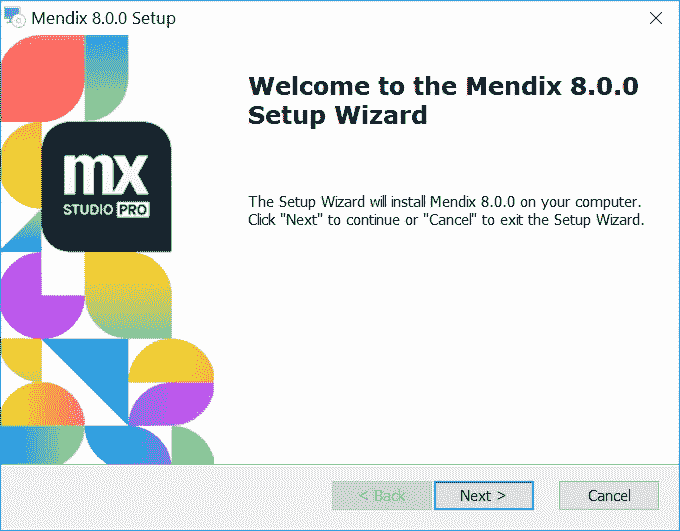 Mendix 8.0.0 Setup
Welcome to the Mendix 8.0.0
Setup Wizard
mx
STUDIO PRO
The Setup Wizard will install Mendix 8.0.0 on your computer.
Click "Next" to continue or "Cancel" to exit the Setup Wizard.
< Back
Next >
Cancel